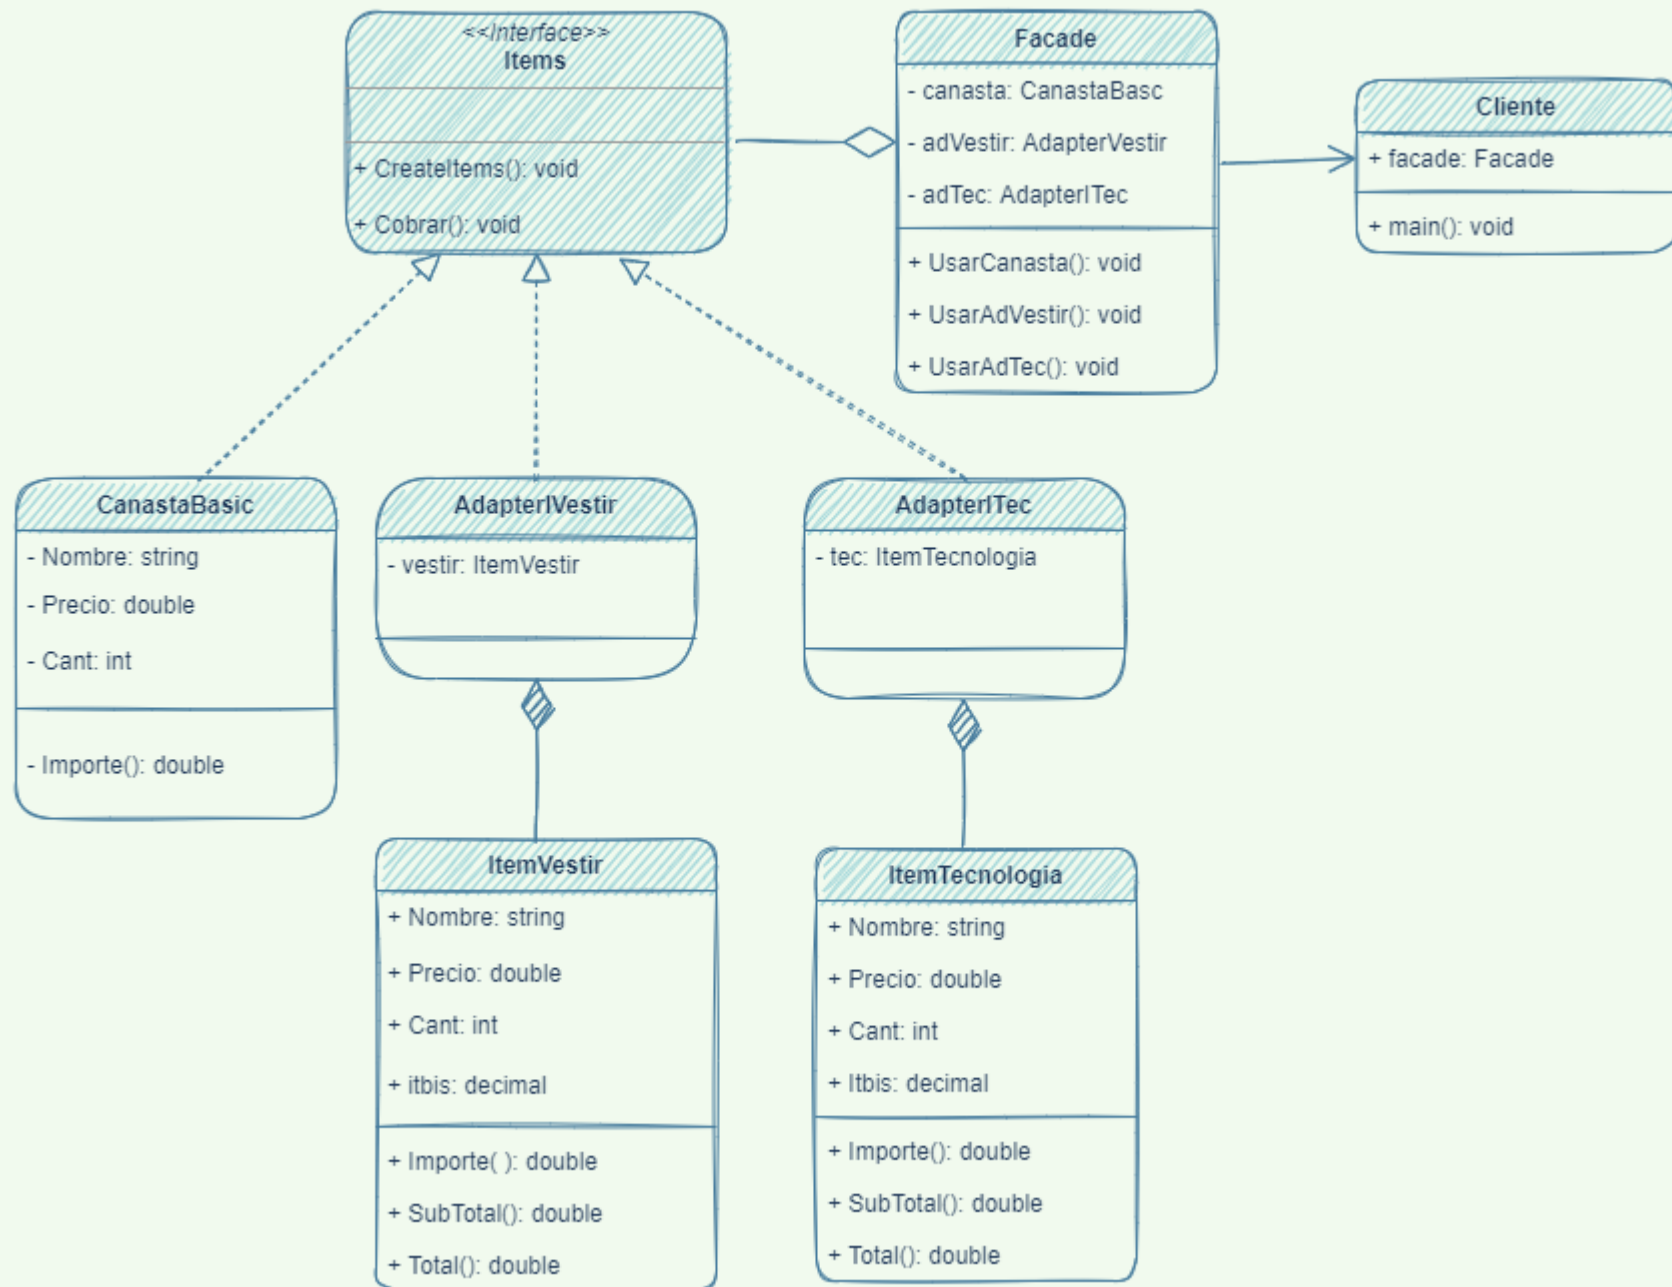 <<Interface>>
Items
+ CreateItems(): void
+ Cobrar(): void
Facade
- canasta: CanastaBasc
- adVestir: AdapterVestir
- adTec: AdapterITec
+ UsarCanasta(): void
+ UsarAdVestir(): void
+ UsarAdTec(): void
Cliente
+ facade: Facade
+ main(): void
CanastaBasic
- Nombre: string
- Precio: double
- Cant: int
- Importe(): double
AdapterIVestir
- vestir: ItemVestir
AdapterITec
- tec: ItemTecnologia
ItemVestir
+ Nombre: string
+ Precio: double
+ Cant: int
+ itbis: decimal
+ Importe( ): double
+ SubTotal(): double
+ Total(): double
ItemTecnologia
+ Nombre: string
+ Precio: double
+ Cant: int
+ Itbis: decimal
+ Importe(): double
+ SubTotal(): double
+ Total(): double